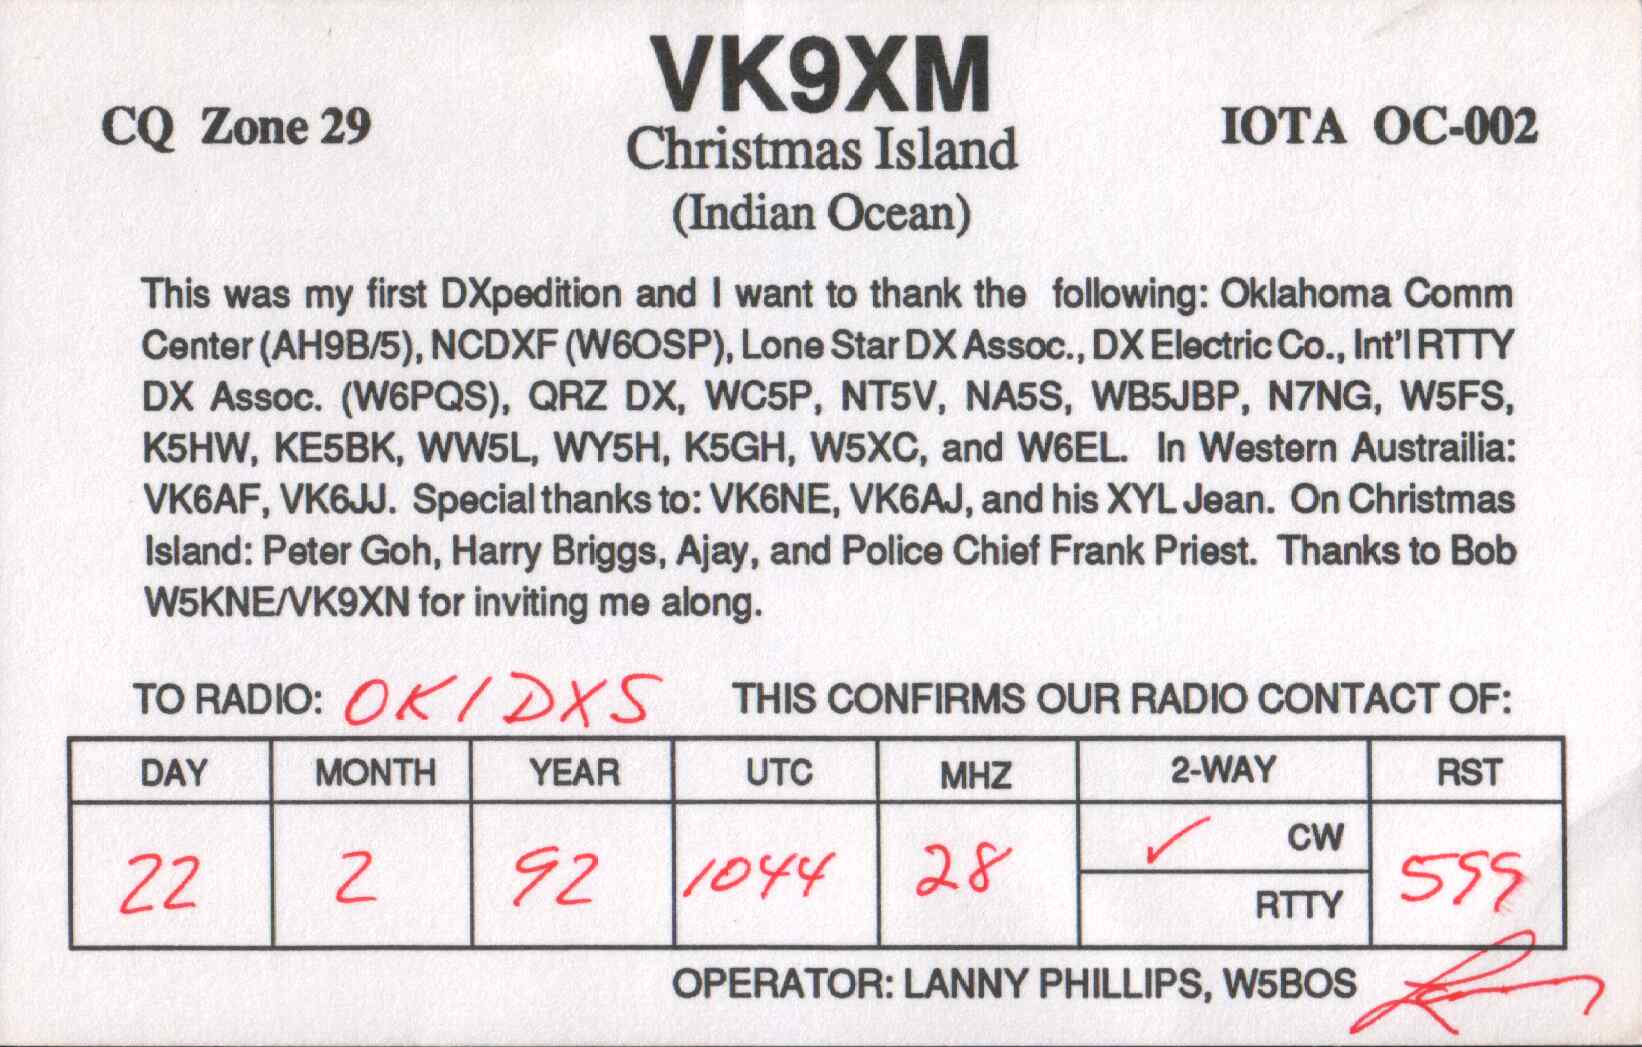 VK9XM
CQ Zone 29
Christmas Island
IOTA OC-002
(Indian Ocean)
This was my first DXpedition and I want to thank the following: Oklahoma Comm
Center (AH9B/5), NCDXF (W6OSP), Lone Star DX Assoc., DX Electric Co., Int'l RTTY
DX Assoc. (W6PQS), QRZ DX, WC5P, NT5V, NA5S, WB5JBP, N7NG, W5FS,
K5HW, KE5BK, WW5L, WY5H, K5GH, W5XC, and W6EL. In Western Austrailia:
VK6AF, VK6JJ. Special thanks to: VK6NE, VK6AJ, and his XYL Jean. On Christmas
Island: Peter Goh, Harry Briggs, Ajay, and Police Chief Frank Priest. Thanks to Bob
W5KNE/VK9XN for inviting me along.
TO RADIO: OK1DXS THIS CONFIRMS OUR RADIO CONTACT OF:
DAY MONTH YEAR UTC MHZ 2-WAY RST
22 2 92 1044 28 ✓ CW 599
RTTY
OPERATOR: LANNY PHILLIPS, W5BOS